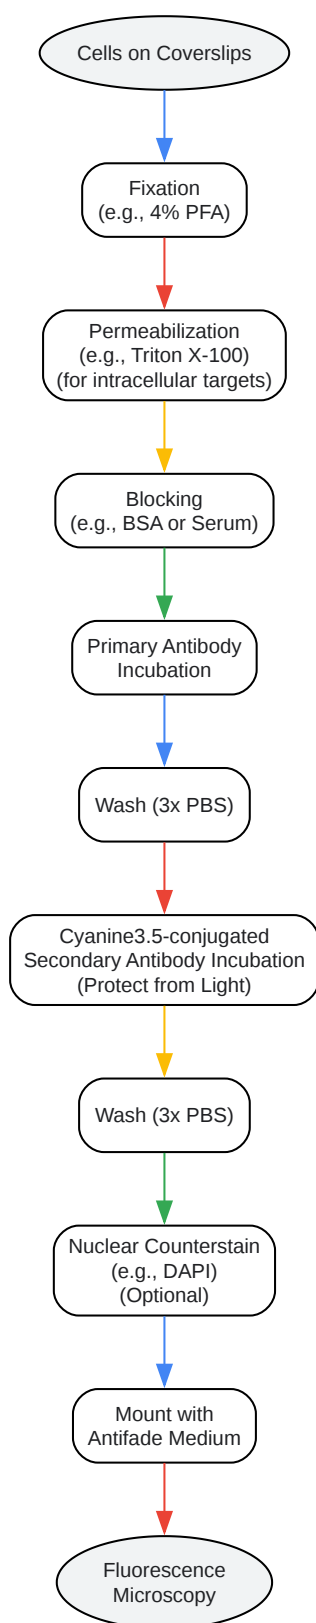 Cells on Coverslips
Fixation
(e.g., 4% PFA)
Permeabilization
(e.g., Triton X-100)
(for intracellular targets)
Blocking
(e.g., BSA or Serum)
Primary Antibody
Incubation
Wash (3x PBS)
Cyanine3.5-conjugated
Secondary Antibody Incubation
(Protect from Light)
Wash (3x PBS)
Nuclear Counterstain
(e.g., DAPI)
(Optional)
Mount with
Antifade Medium
Fluorescence
Microscopy